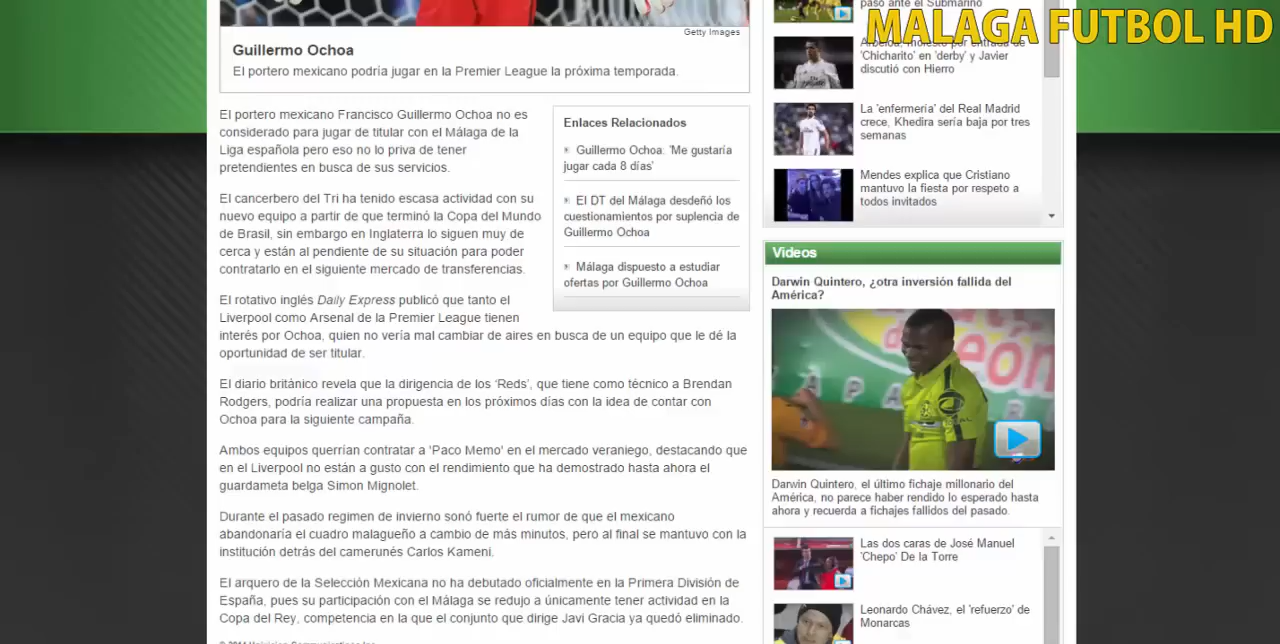 Getty Images
Guillermo Ochoa
El portero mexicano podría jugar en la Premier League la próxima temporada.
El portero mexicano Francisco Guillermo Ochoa no es
considerado para jugar de titular con el Málaga de la
Liga española pero eso no lo priva de tener
pretendientes en busca de sus servicios.
El cancerbero del Tri ha tenido escasa actividad con su
nuevo equipo a partir de que terminó la Copa del Mundo
de Brasil, sin embargo en Inglaterra lo siguen muy de
cerca y están al pendiente de su situación para poder
contratarlo en el siguiente mercado de transferencias.
El rotativo inglés Daily Express publicó que tanto el
Liverpool como Arsenal de la Premier League tienen
interés por Ochoa, quien no vería mal cambiar de aires en busca de un equipo que le dé la
oportunidad de ser titular.
El diario británico revela que la dirigencia de los ‘Reds’, que tiene como técnico a Brendan
Rodgers, podría realizar una propuesta en los próximos días con la idea de contar con
Ochoa para la siguiente campaña.
Ambos equipos querrían contratar a 'Paco Memo' en el mercado veraniego, destacando que
en el Liverpool no están a gusto con el rendimiento que ha demostrado hasta ahora el
guardameta belga Simon Mignolet.
Durante el pasado regimen de invierno sonó fuerte el rumor de que el mexicano
abandonaría el cuadro malagueño a cambio de más minutos, pero al final se mantuvo con la
institución detrás del camerunés Carlos Kameni.
El arquero de la Selección Mexicana no ha debutado oficialmente en la Primera División de
España, pues su participación con el Málaga se redujo a únicamente tener actividad en la
Copa del Rey, competencia en la que el conjunto que dirige Javi Gracia ya quedó eliminado.
Enlaces Relacionados
Guillermo Ochoa: 'Me gustaría
jugar cada 8 días'
El DT del Málaga desdeñó los
cuestionamientos por suplencia de
Guillermo Ochoa
Málaga dispuesto a estudiar
ofertas por Guillermo Ochoa
MALAGA FUTBOL HD
paso ante el Submarino
Arbeloa, molesto por entrada de
'Chicharito' en 'derby' y Javier
discutió con Hierro
La 'enfermería' del Real Madrid
crece, Khedira sería baja por tres
semanas
Mendes explica que Cristiano
mantuvo la fiesta por respeto a
todos invitados
Videos
Darwin Quintero, ¿otra inversión fallida del
América?
Darwin Quintero, el último fichaje millonario del
América, no parece haber rendido lo esperado hasta
ahora y recuerda a fichajes fallidos del pasado.
Las dos caras de José Manuel
'Chepo' De la Torre
Leonardo Chávez, el 'refuerzo' de
Monarcas